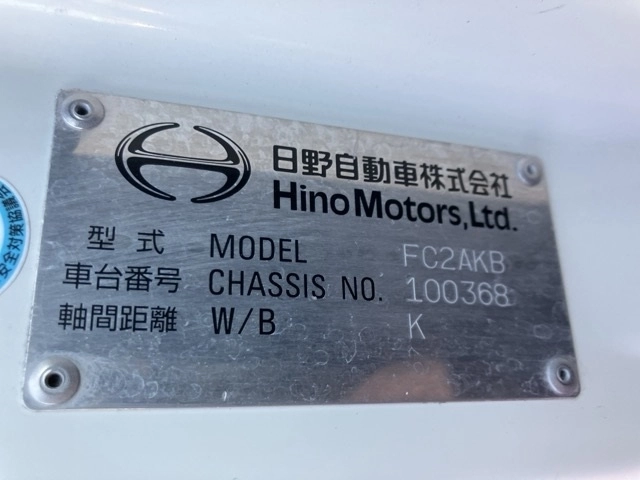 日野自動車株式会社
Hino Motors, Ltd.
型式 MODEL FC2AKB
車台番号 CHASSIS NO. 100368
軸間距離 W/B K